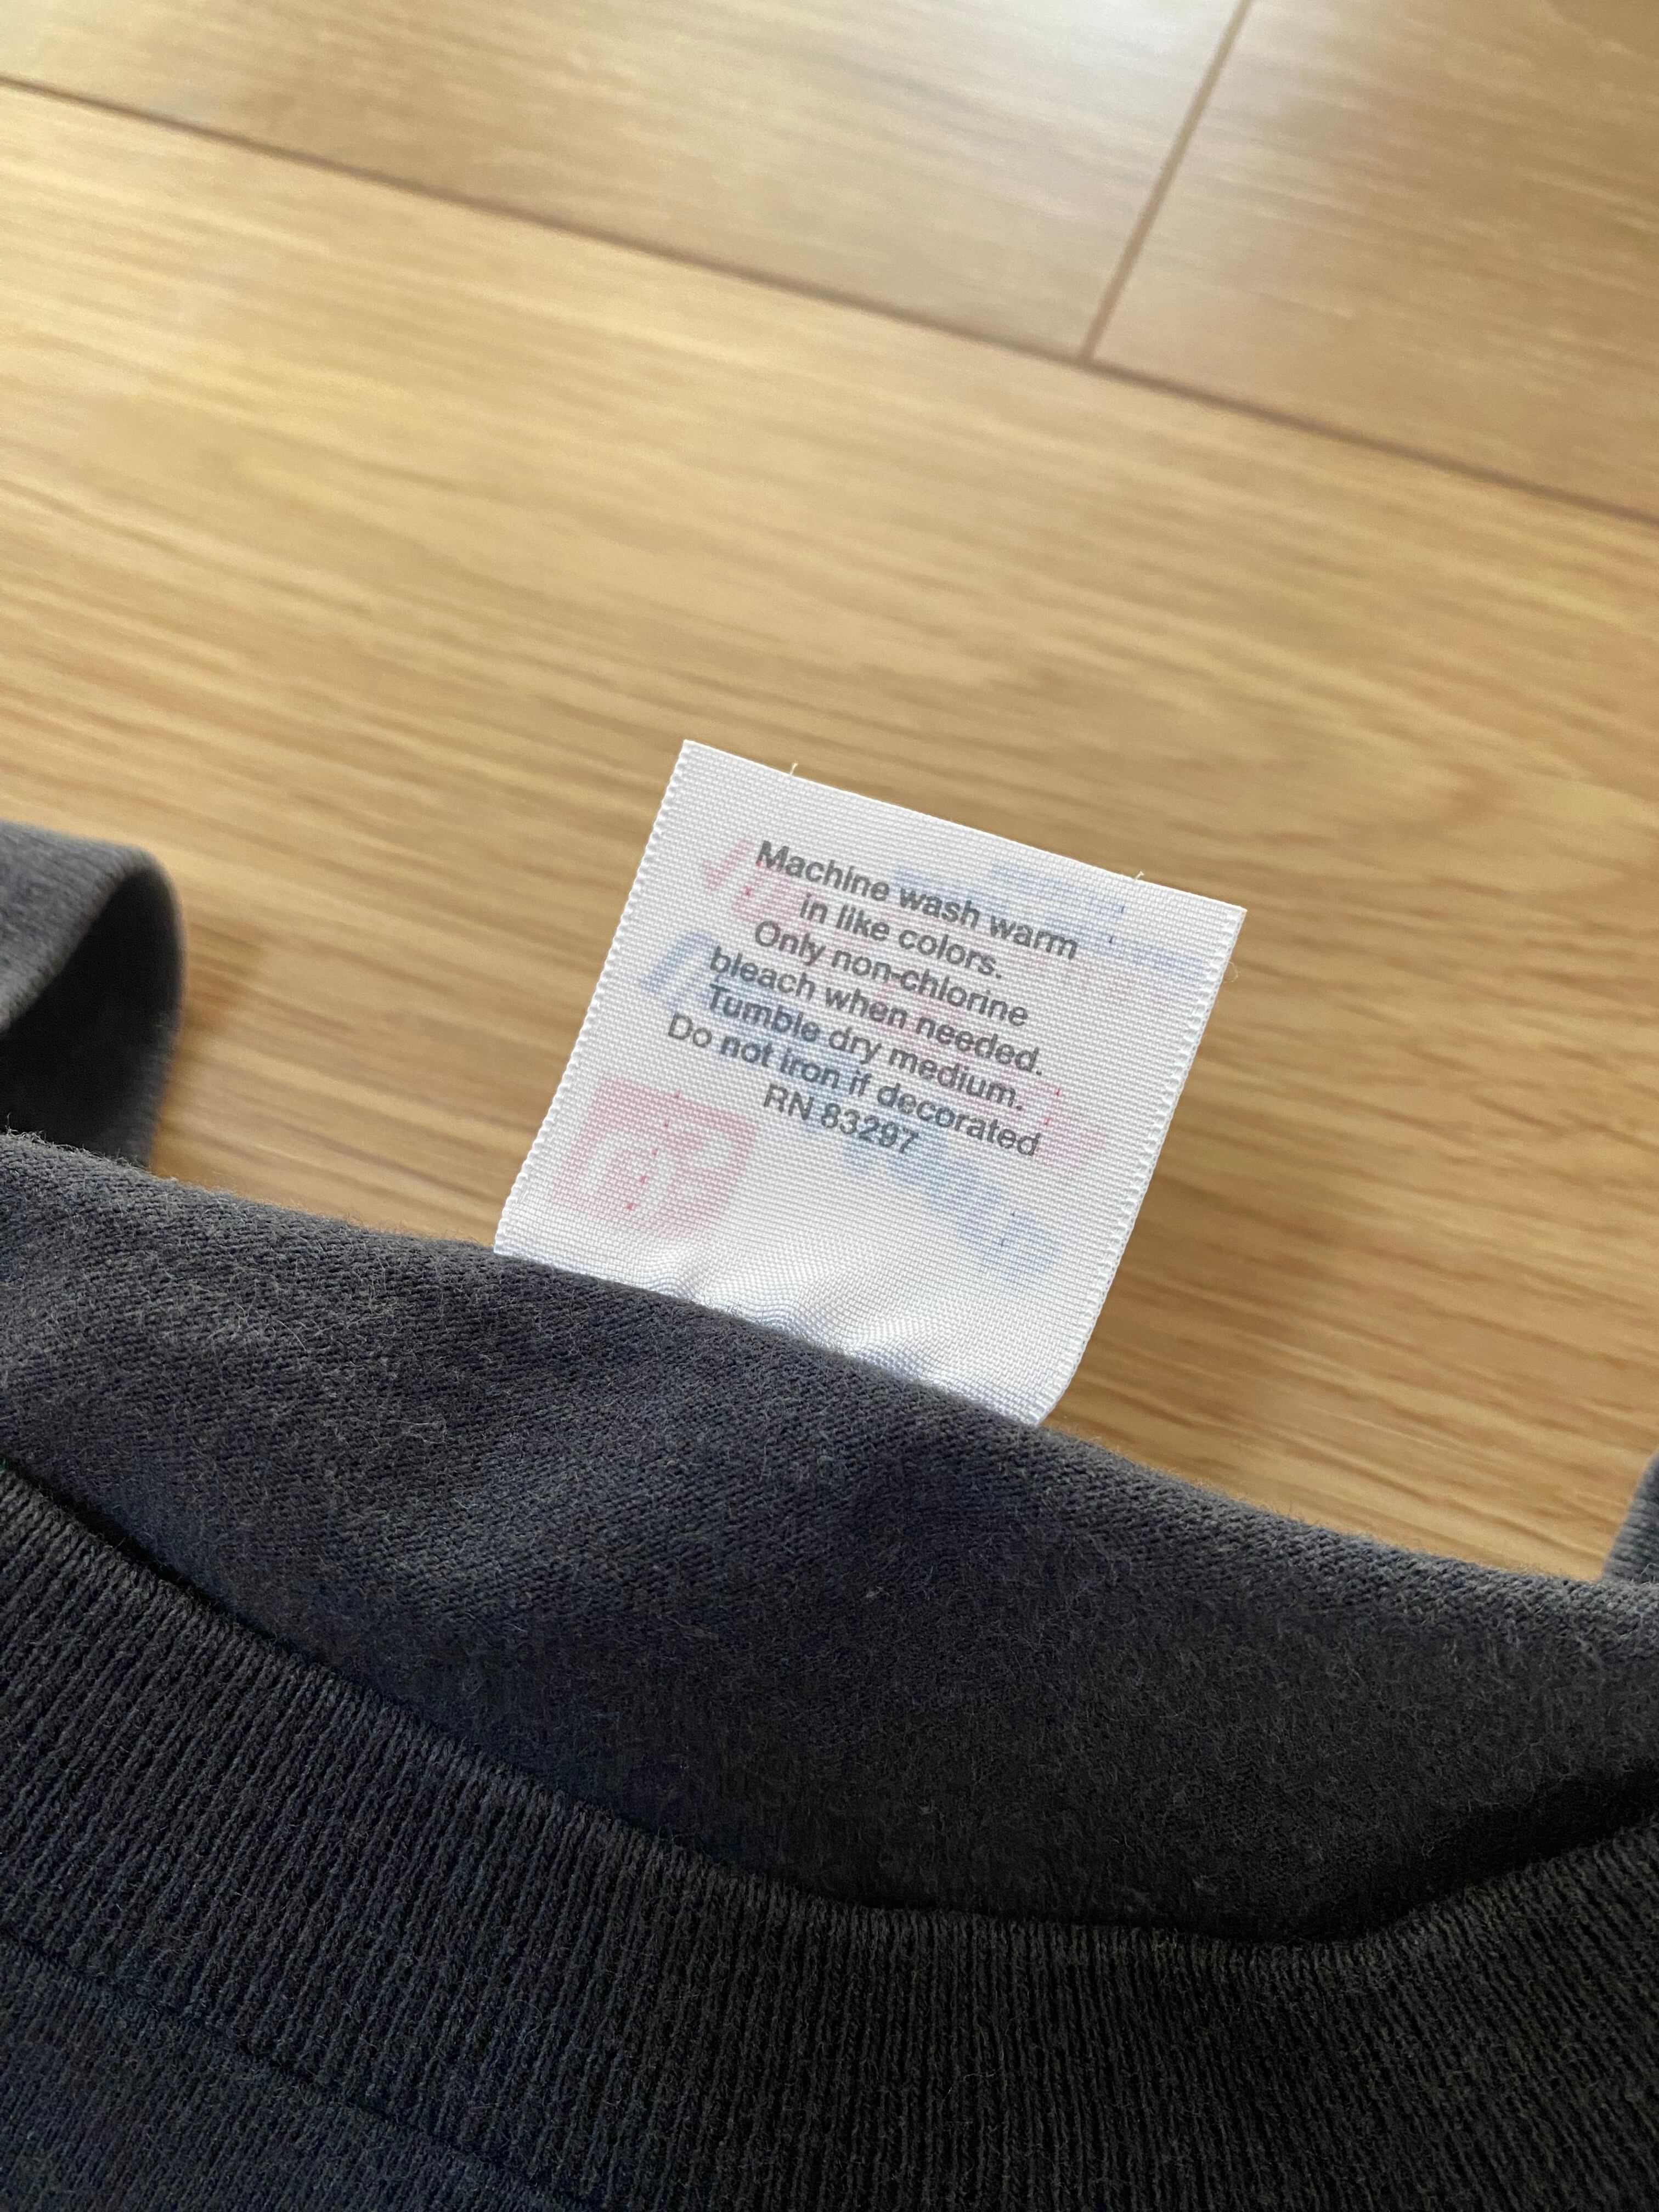 Machine wash warm
in like colors.
Only non-chlorine
bleach when needed.
Tumble dry medium.
Do not iron if decorated
RN 83297